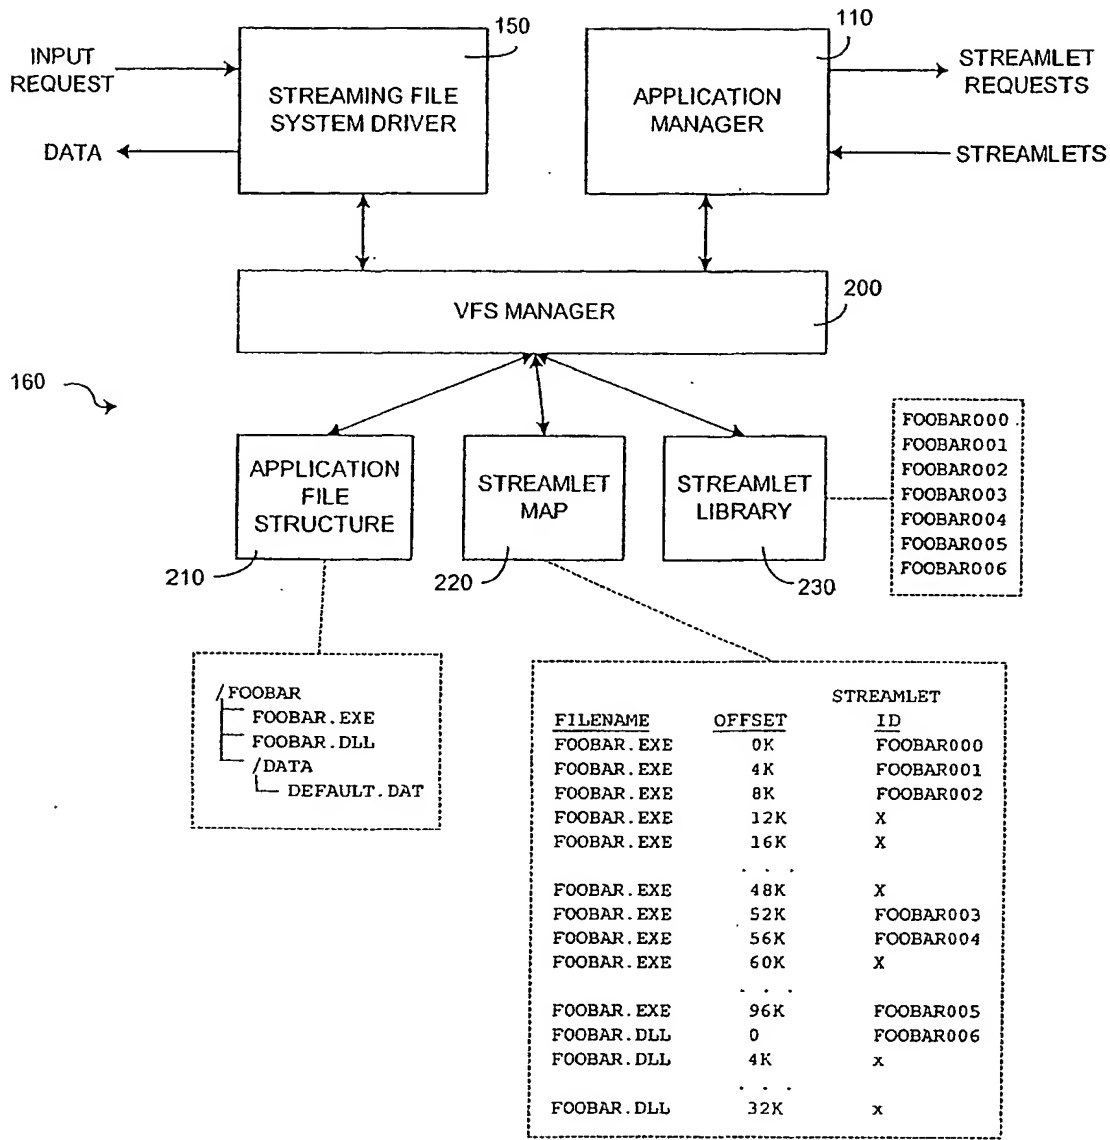 150
110
INPUT
REQUEST
STREAMING FILE
SYSTEM DRIVER
APPLICATION
MANAGER
STREAMLET
REQUESTS
DATA
STREAMLETS
VFS MANAGER
200
160
APPLICATION
FILE
STRUCTURE
STREAMLET
MAP
STREAMLET
LIBRARY
210
220
230
FOOBAR000
FOOBAR001
FOOBAR002
FOOBAR003
FOOBAR004
FOOBAR005
FOOBAR006
/FOOBAR
FOOBAR.EXE
FOOBAR.DLL
/DATA
DEFAULT.DAT
STREAMLET
FILENAME OFFSET ID
FOOBAR.EXE 0K FOOBAR000
FOOBAR.EXE 4K FOOBAR001
FOOBAR.EXE 8K FOOBAR002
FOOBAR.EXE 12K X
FOOBAR.EXE 16K X
. . .
FOOBAR.EXE 48K X
FOOBAR.EXE 52K FOOBAR003
FOOBAR.EXE 56K FOOBAR004
FOOBAR.EXE 60K X
. . .
FOOBAR.EXE 96K FOOBAR005
FOOBAR.DLL 0 FOOBAR006
FOOBAR.DLL 4K x
. . .
FOOBAR.DLL 32K x